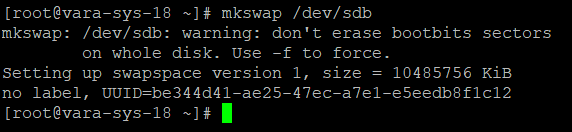 [root@vara-sys-18 ~]# mkswap /dev/sdb
mkswap: /dev/sdb: warning: don't erase bootbits sectors
        on whole disk. Use -f to force.
Setting up swapspace version 1, size = 10485756 KiB
no label, UUID=be344d41-ae25-47ec-a7e1-e5eedb8f1c12
[root@vara-sys-18 ~]#